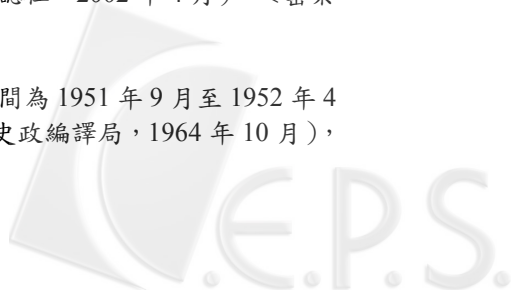 2002 年 4 月）
間為 1951 年 9 月至 1952 年 4
史政編譯局，1964 年 10 月），
C.E.P.S.